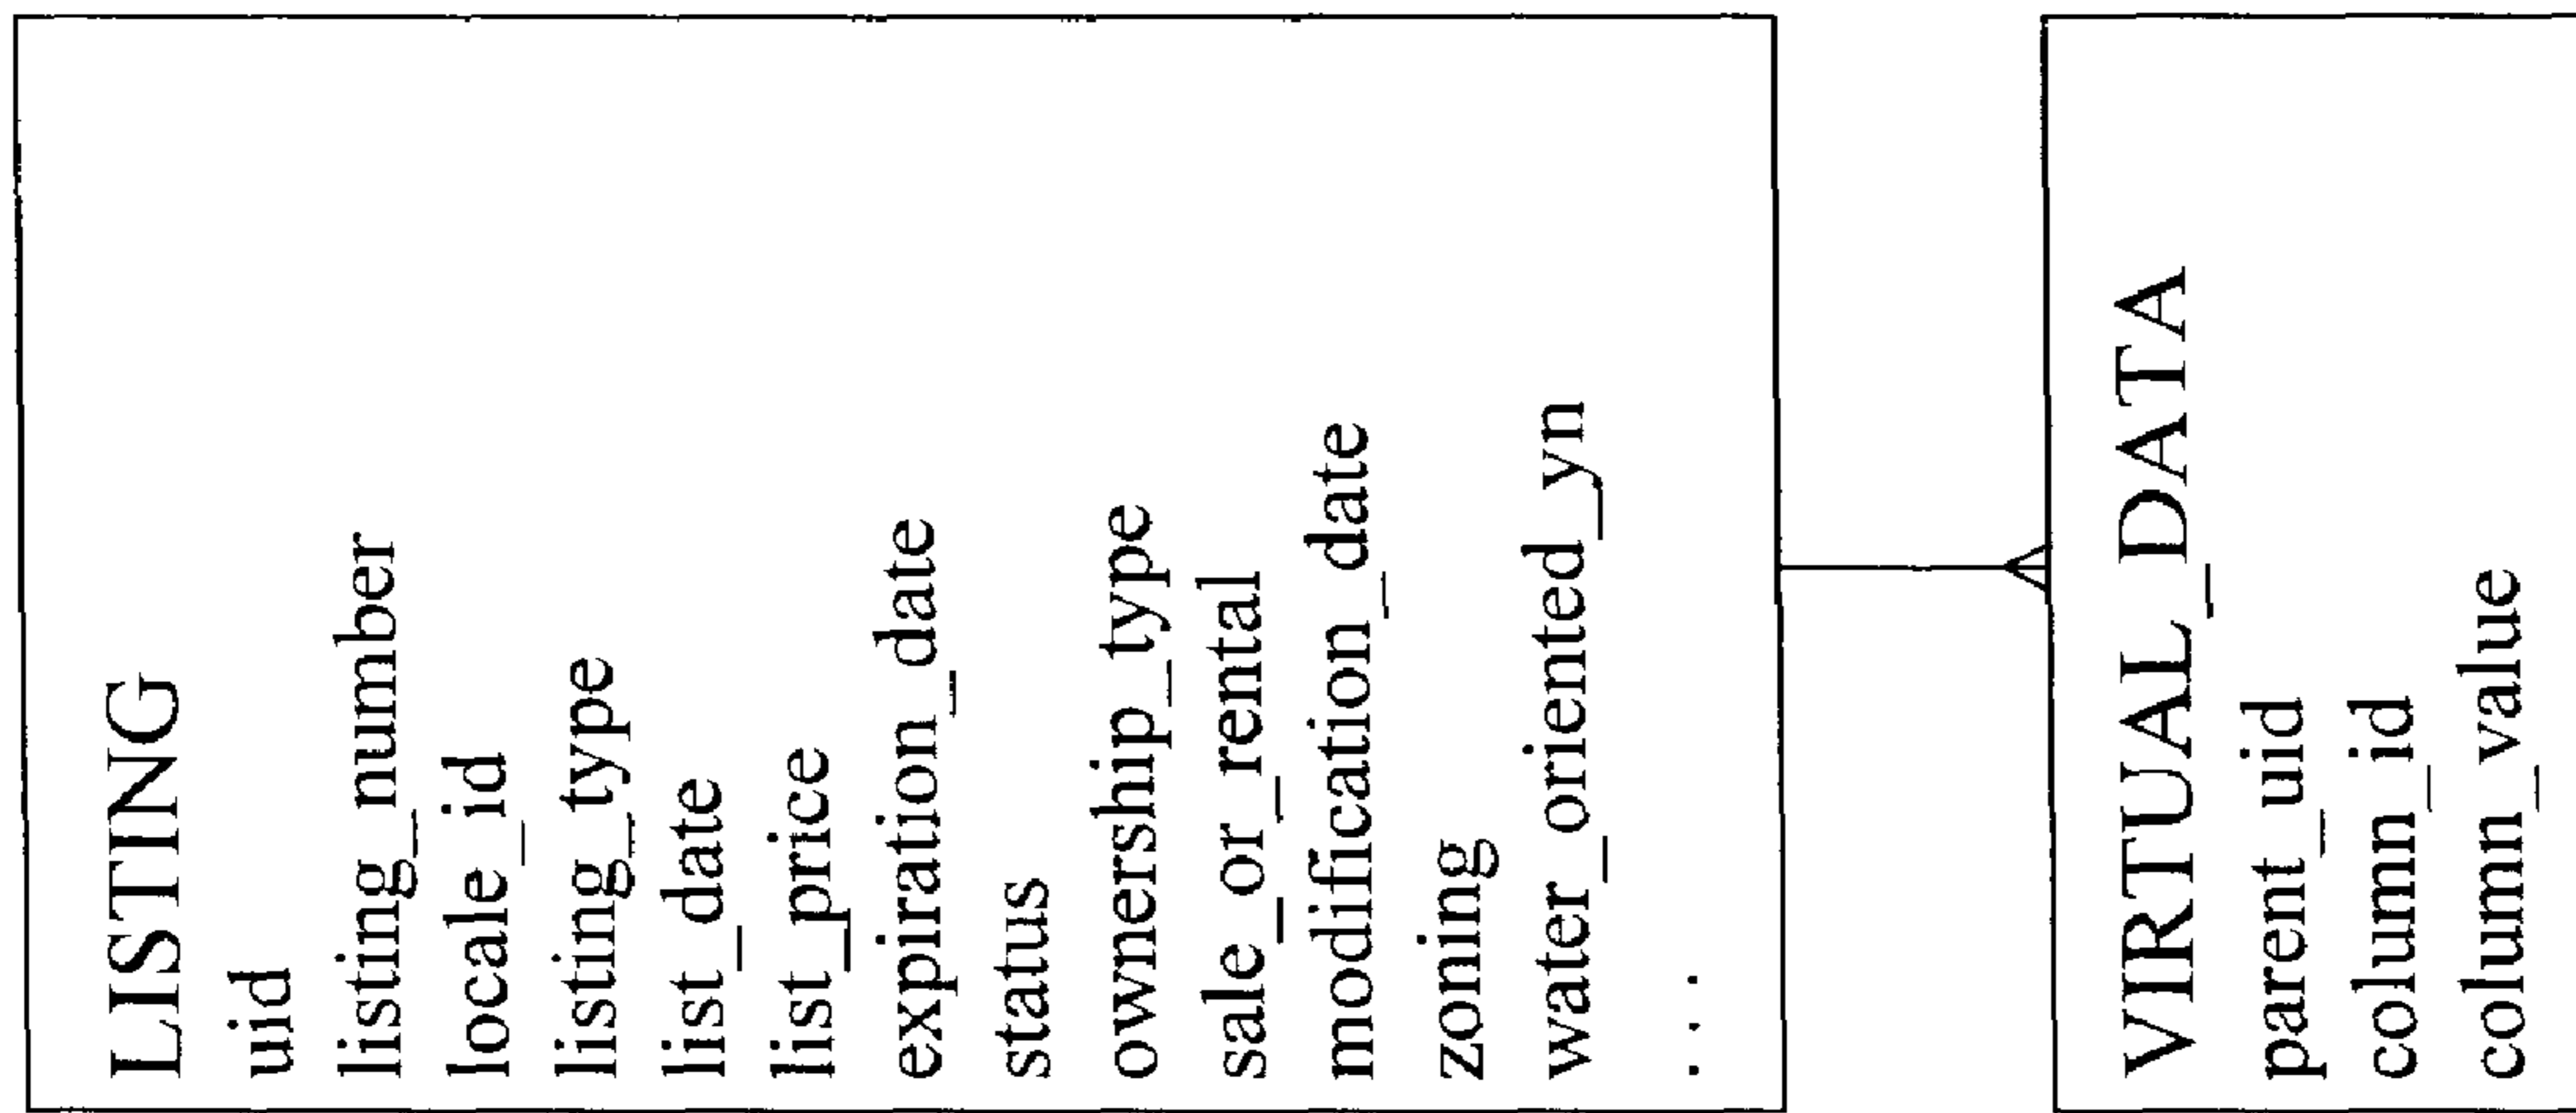 LISTING
uid
listing_number
locale_id
listing_type
list_date
list_price
expiration_date
status
ownership_type
sale_or_rental
modification_date
zoning
water_oriented_yn
...
VIRTUAL_DATA
parent_uid
column_id
column_value